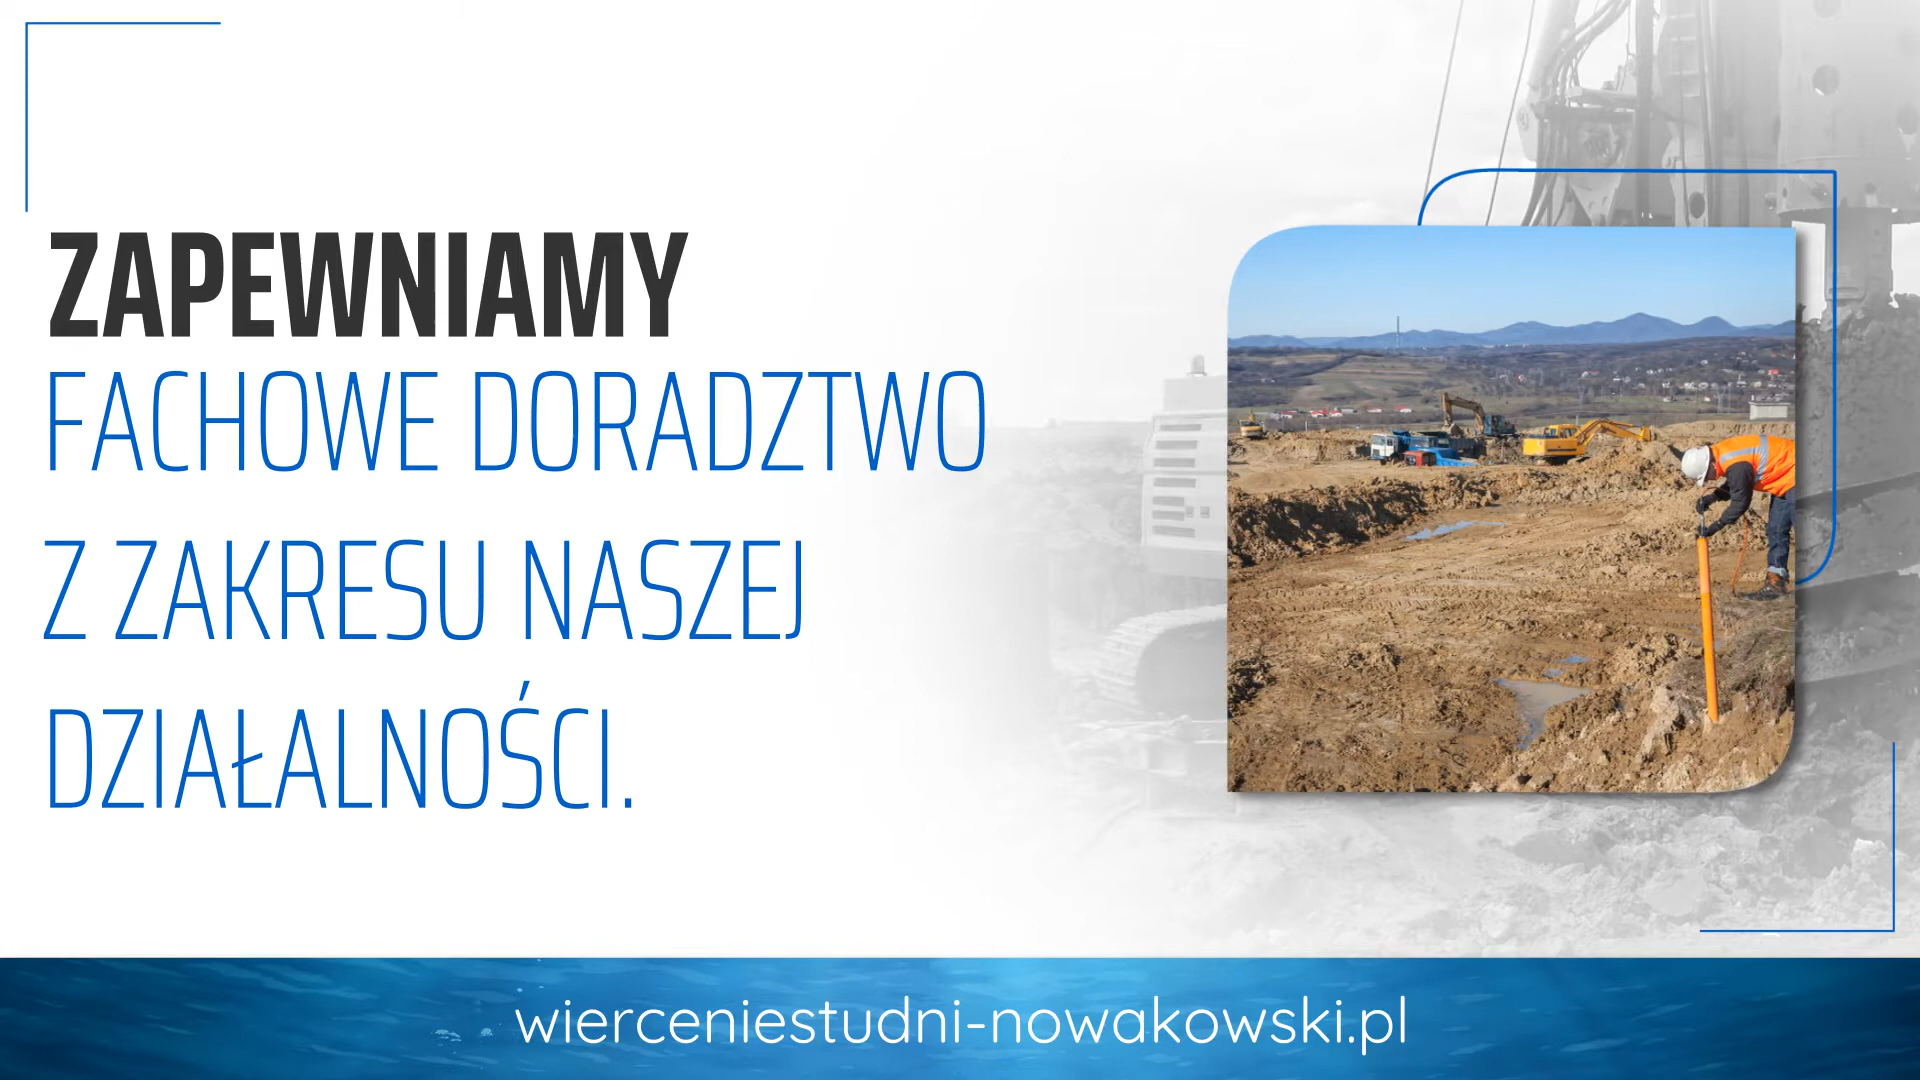 ZAPEWNIAMY
FACHOWE DORADZTWO
Z ZAKRESU NASZEJ
DZIAŁALNOŚCI.
wierceniestudni-nowakowski.pl